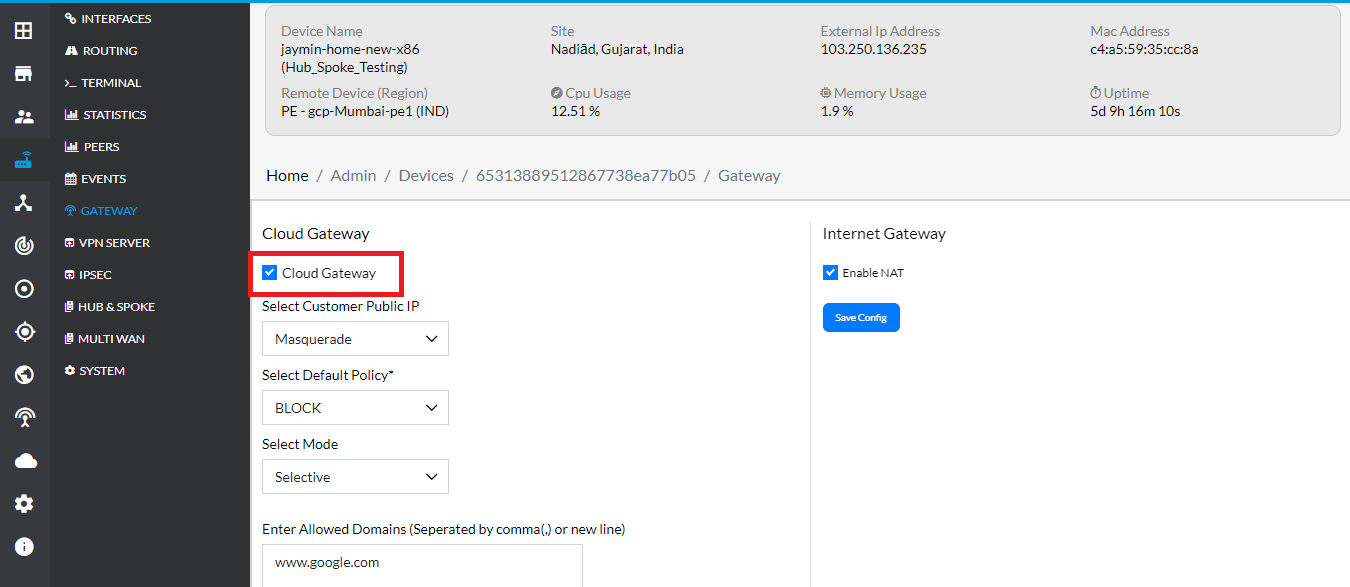 INTERFACES
ROUTING
TERMINAL
STATISTICS
PEERS
EVENTS
GATEWAY
VPN SERVER
IPSEC
HUB & SPOKE
MULTI WAN
SYSTEM
Device Name
jaymin-home-new-x86
(Hub_Spoke_Testing)
Site
Nadiād, Gujarat, India
External Ip Address
103.250.136.235
Mac Address
c4:a5:59:35:cc:8a
Remote Device (Region)
PE - gcp-Mumbai-pe1 (IND)
Cpu Usage
12.51 %
Memory Usage
1.9 %
Uptime
5d 9h 16m 10s
Home / Admin / Devices / 65313889512867738ea77b05 / Gateway
Cloud Gateway
Cloud Gateway
Select Customer Public IP
Masquerade
Select Default Policy*
BLOCK
Select Mode
Selective
Enter Allowed Domains (Seperated by comma(,) or new line)
www.google.com
Internet Gateway
Enable NAT
Save Config